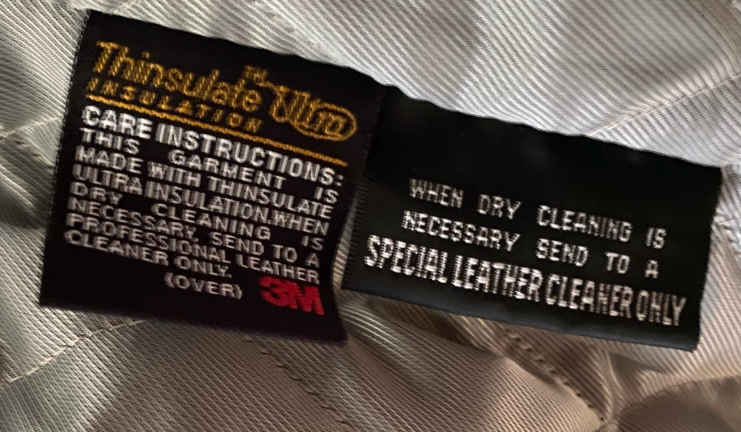 Thinsulate™ Ultra
INSULATION
CARE INSTRUCTIONS:
THIS GARMENT IS
MADE WITH THINSULATE
ULTRA INSULATION.WHEN
DRY CLEANING IS
NECESSARY, SEND TO A
PROFESSIONAL LEATHER
CLEANER ONLY.
(OVER) 3M
WHEN DRY CLEANING IS
NECESSARY SEND TO A
SPECIAL LEATHER CLEANER ONLY